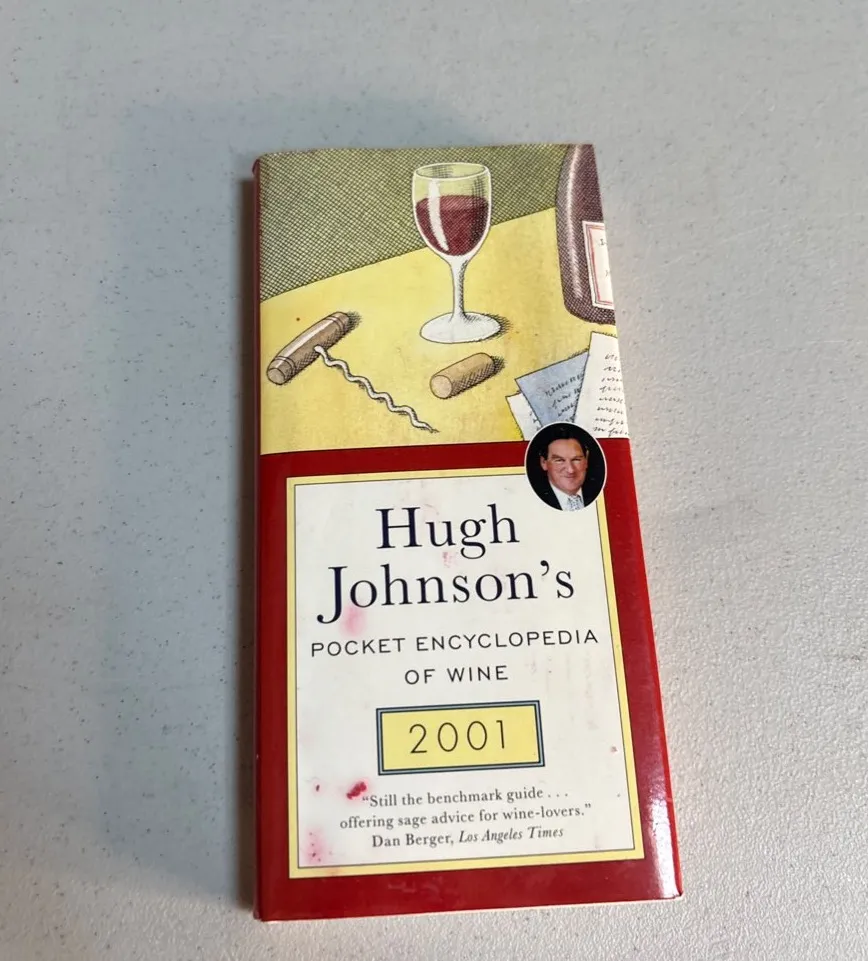 Hugh
Johnson's
POCKET ENCYCLOPEDIA
OF WINE
2001
“Still the benchmark guide . . .
offering sage advice for wine-lovers.”
Dan Berger, Los Angeles Times